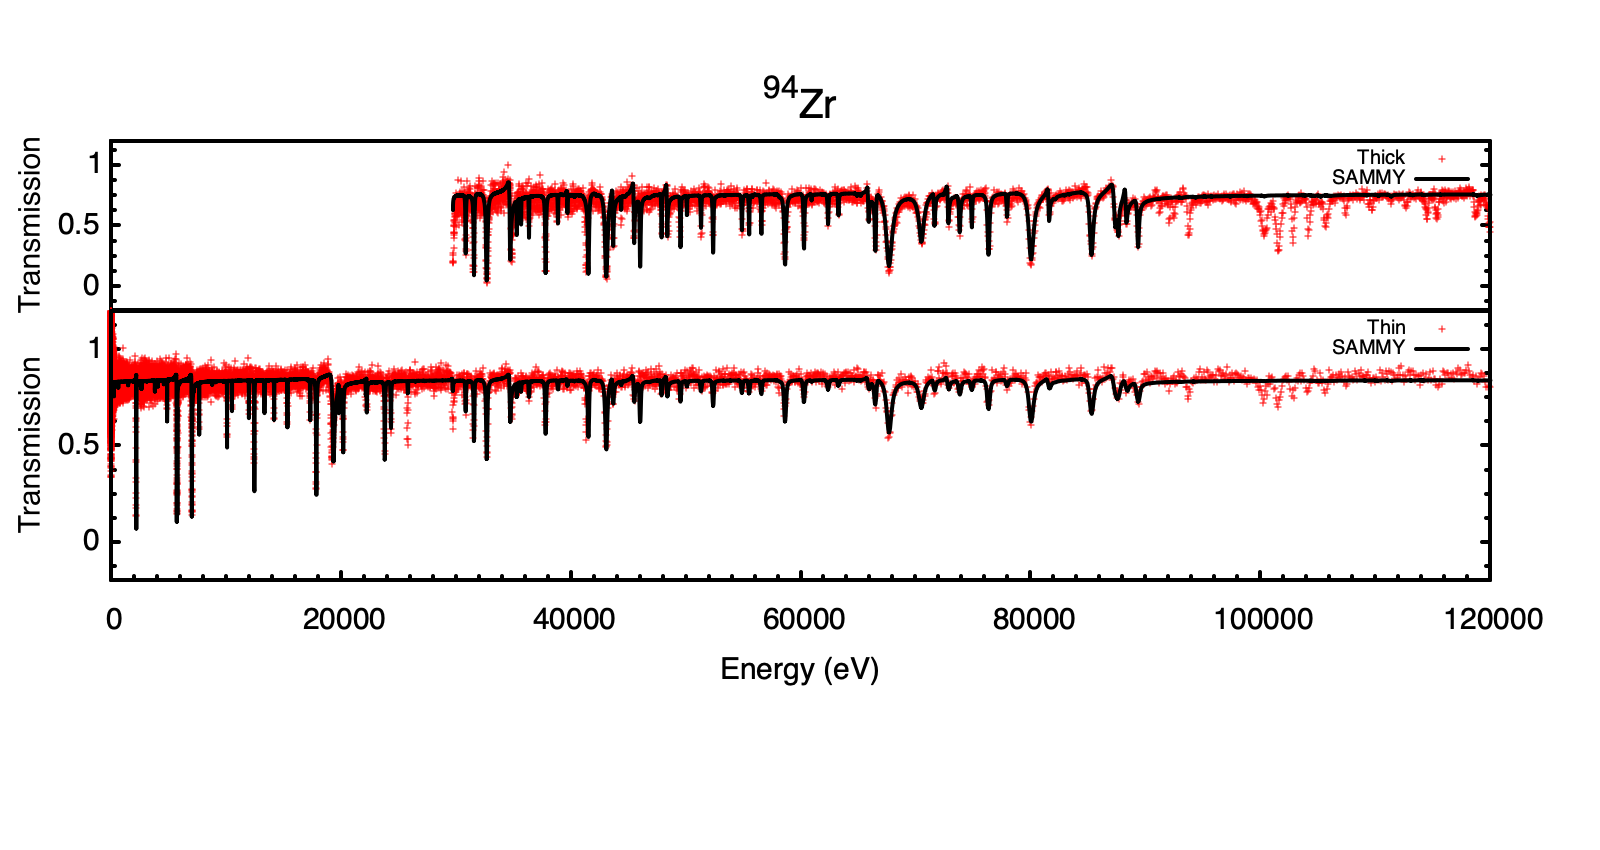 ⁹⁴Zr
Transmission
1
0.5
0
Thick
SAMMY
Transmission
1
0.5
0
Thin
SAMMY
0 20000 40000 60000 80000 100000 120000
Energy (eV)